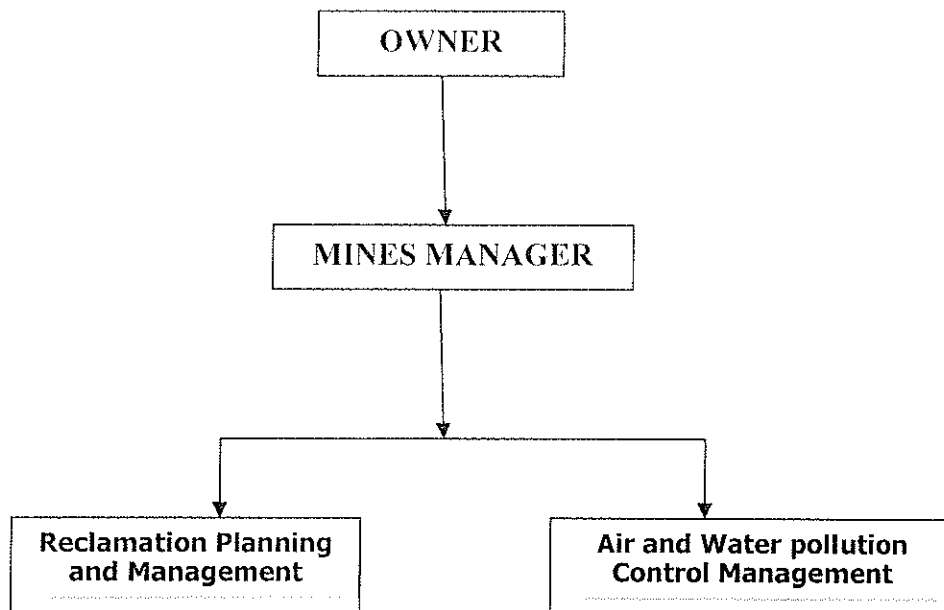 OWNER
MINES MANAGER
Reclamation Planning
and Management
Air and Water pollution
Control Management